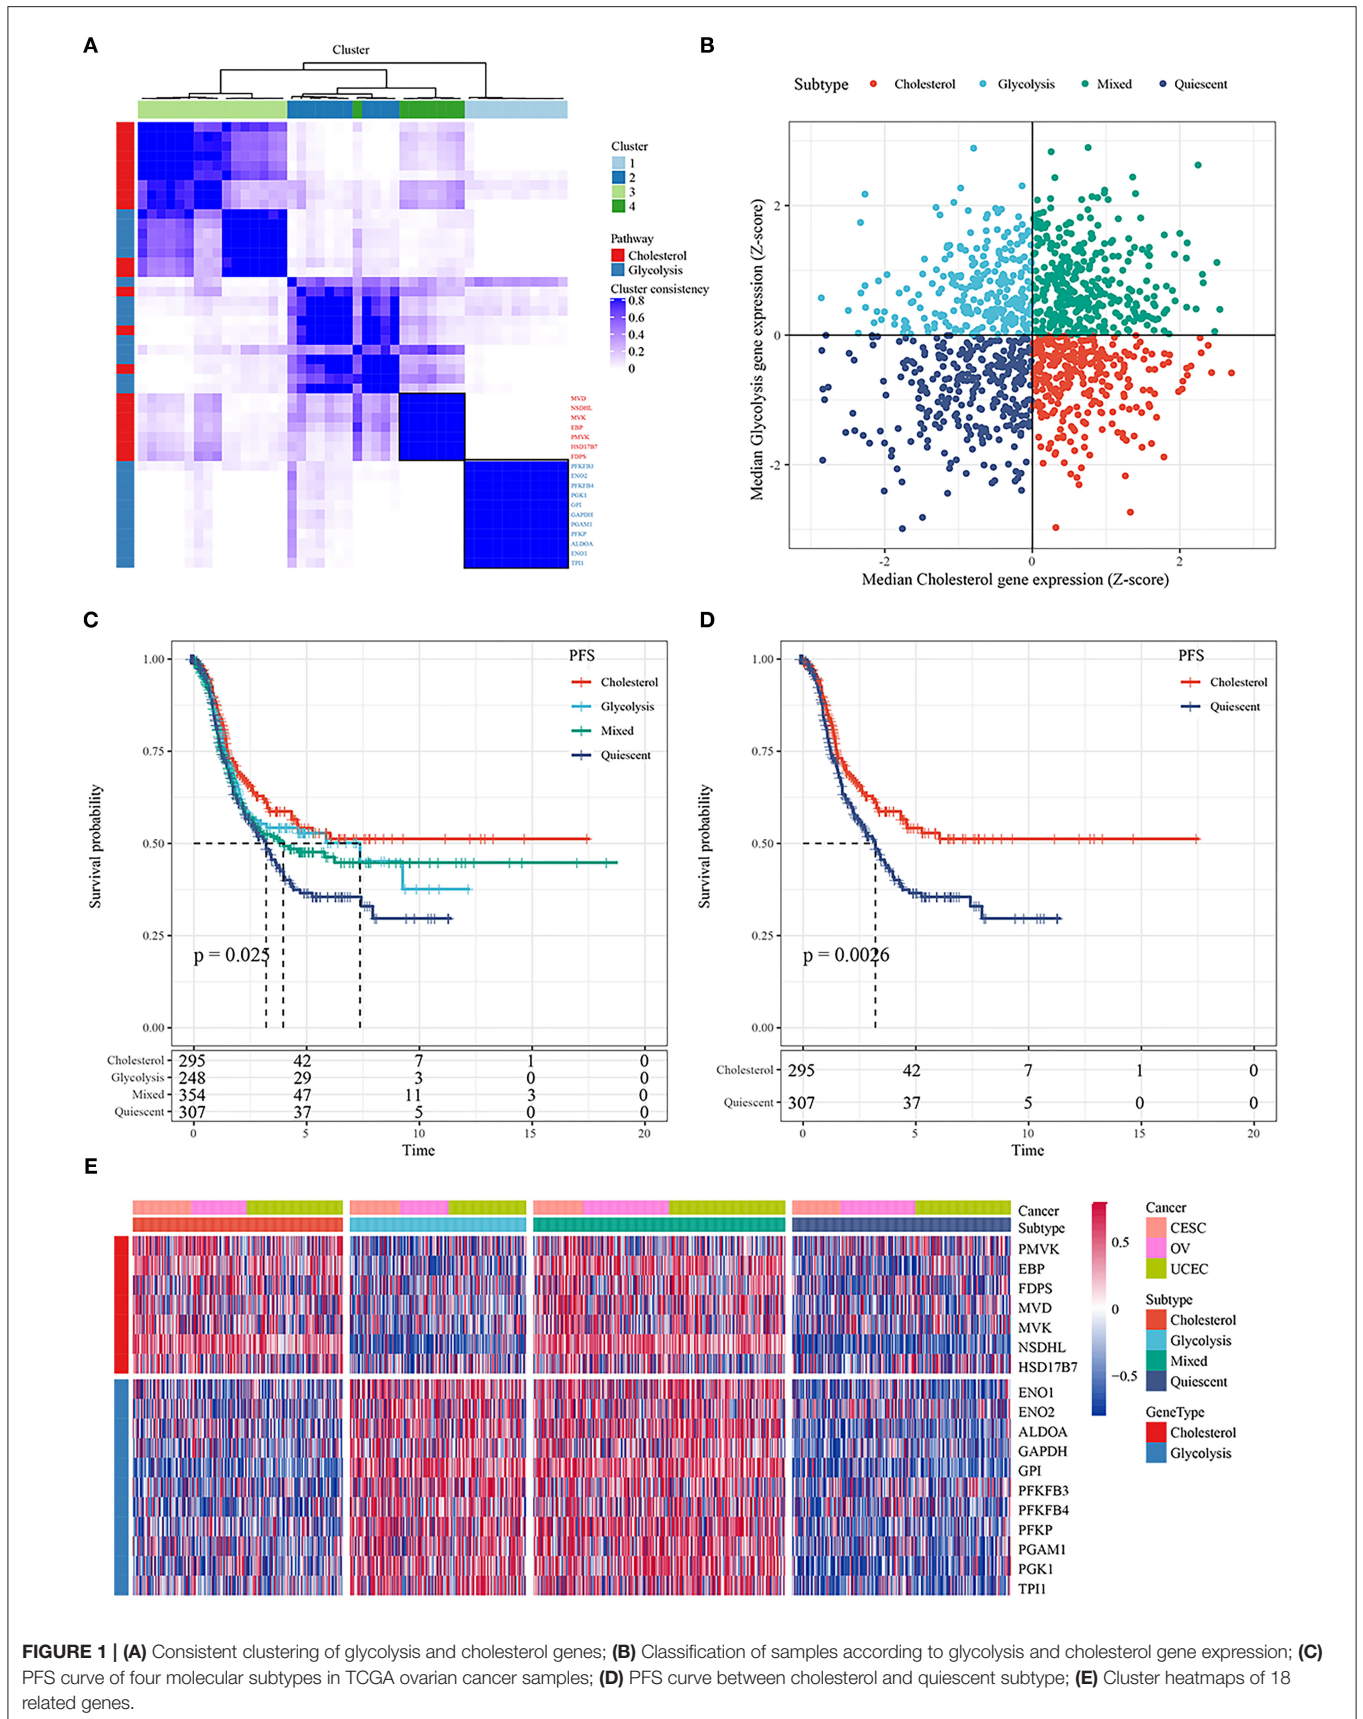 A
Cluster
Cluster
1
2
3
4
Pathway
Cholesterol
Glycolysis
Cluster consistency
0.8
0.6
0.4
0.2
0
MVD
NSDHL
MVK
EBP
PMVK
HSD17B7
FDPS
PFKFB3
ENO2
PFKFB4
PGK1
GPI
GAPDH
PGAM1
PFKP
ALDOA
ENO1
TPI1
B
Subtype Cholesterol Glycolysis Mixed Quiescent
Median Glycolysis gene expression (Z-score)
2
0
-2
-2 0 2
Median Cholesterol gene expression (Z-score)
C
PFS
Cholesterol
Glycolysis
Mixed
Quiescent
Survival probability
1.00
0.75
0.50
0.25
0.00
p = 0.025
Cholesterol 295 42 7 1 0
Glycolysis 248 29 3 0 0
Mixed 354 47 11 3 0
Quiescent 307 37 5 0 0
0 5 10 15 20
Time
D
PFS
Cholesterol
Quiescent
Survival probability
1.00
0.75
0.50
0.25
0.00
p = 0.0026
Cholesterol 295 42 7 1 0
Quiescent 307 37 5 0 0
0 5 10 15 20
Time
E
Cancer
Subtype
PMVK
EBP
FDPS
MVD
MVK
NSDHL
HSD17B7
ENO1
ENO2
ALDOA
GAPDH
GPI
PFKFB3
PFKFB4
PFKP
PGAM1
PGK1
TPI1
0.5
0
−0.5
Cancer
CESC
OV
UCEC
Subtype
Cholesterol
Glycolysis
Mixed
Quiescent
GeneType
Cholesterol
Glycolysis
FIGURE 1 | (A) Consistent clustering of glycolysis and cholesterol genes; (B) Classification of samples according to glycolysis and cholesterol gene expression; (C)
PFS curve of four molecular subtypes in TCGA ovarian cancer samples; (D) PFS curve between cholesterol and quiescent subtype; (E) Cluster heatmaps of 18
related genes.